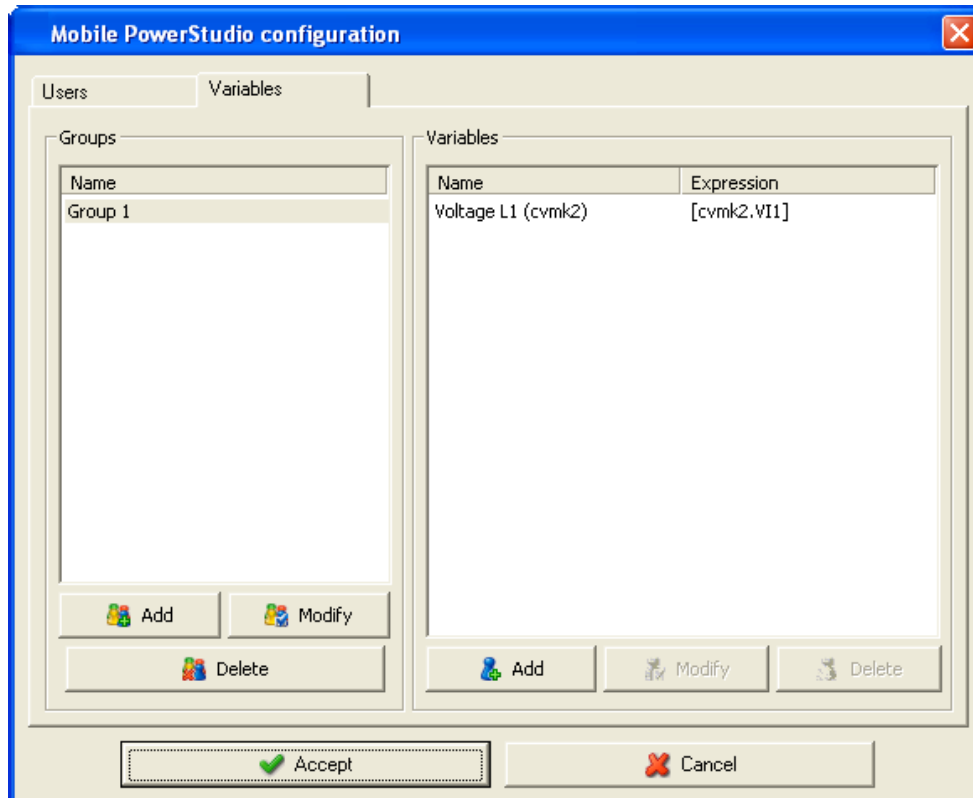 Mobile PowerStudio configuration
Users Variables
Groups Variables
Name Name Expression
Group 1 Voltage L1 (cvmk2) [cvmk2.VI1]
Add Modify
Delete Add Modify Delete
Accept Cancel